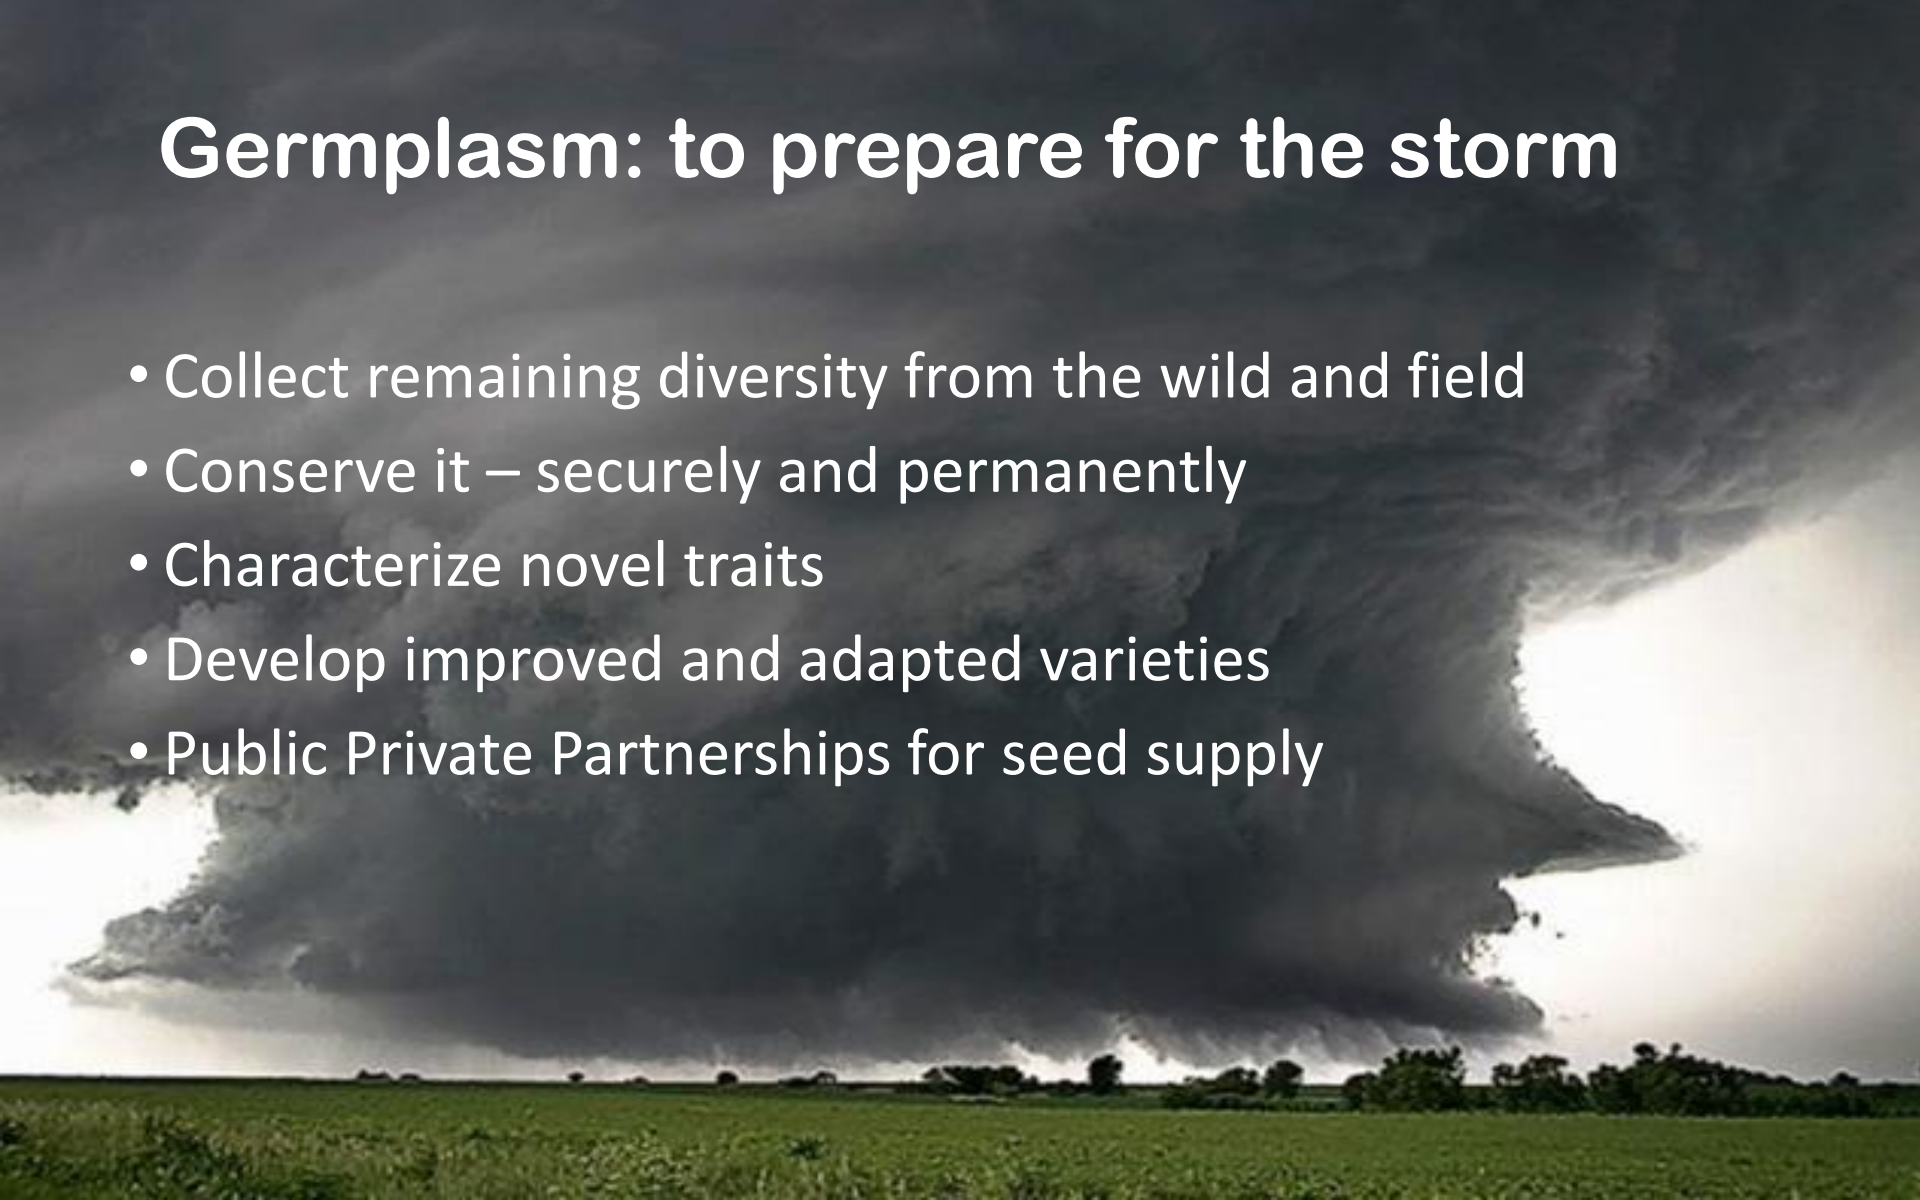 Germplasm: to prepare for the storm
• Collect remaining diversity from the wild and field
• Conserve it – securely and permanently
• Characterize novel traits
• Develop improved and adapted varieties
• Public Private Partnerships for seed supply